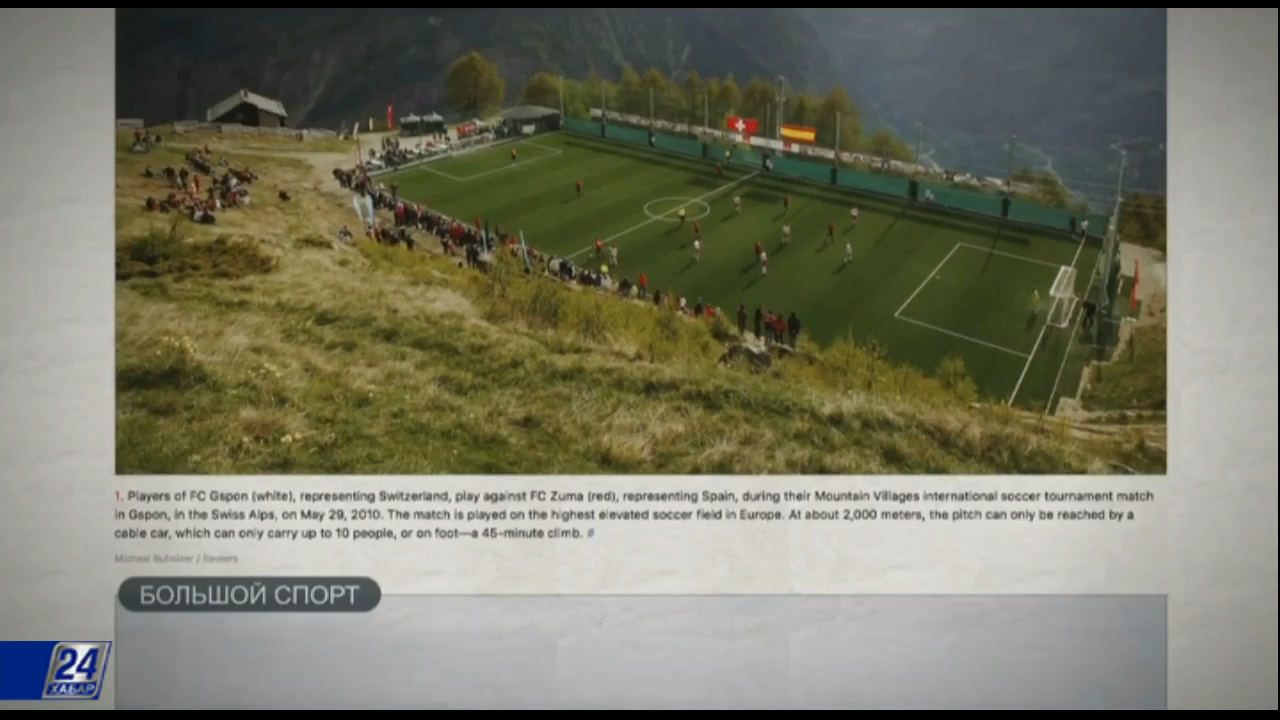 1. Players of FC Gspon (white), representing Switzerland, play against FC Zuma (red), representing Spain, during their Mountain Villages international soccer tournament match
in Gspon, in the Swiss Alps, on May 29, 2010. The match is played on the highest elevated soccer field in Europe. At about 2,000 meters, the pitch can only be reached by a
cable car, which can only carry up to 10 people, or on foot—a 45-minute climb. #
Michael Buholzer / Reuters
БОЛЬШОЙ СПОРТ
24
ХАБАР